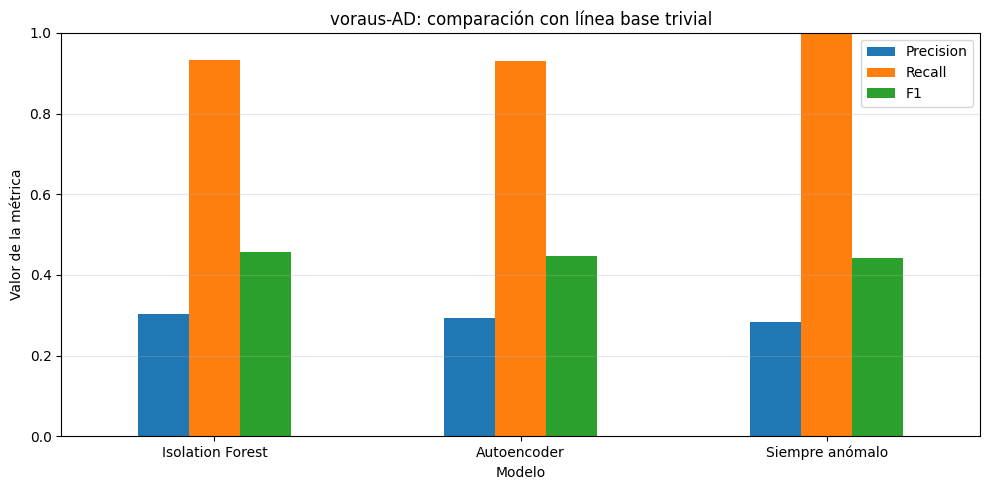 voraus-AD: comparación con línea base trivial
Precision
Recall
F1
Valor de la métrica
1.0
0.8
0.6
0.4
0.2
0.0
Isolation Forest
Autoencoder
Siempre anómalo
Modelo